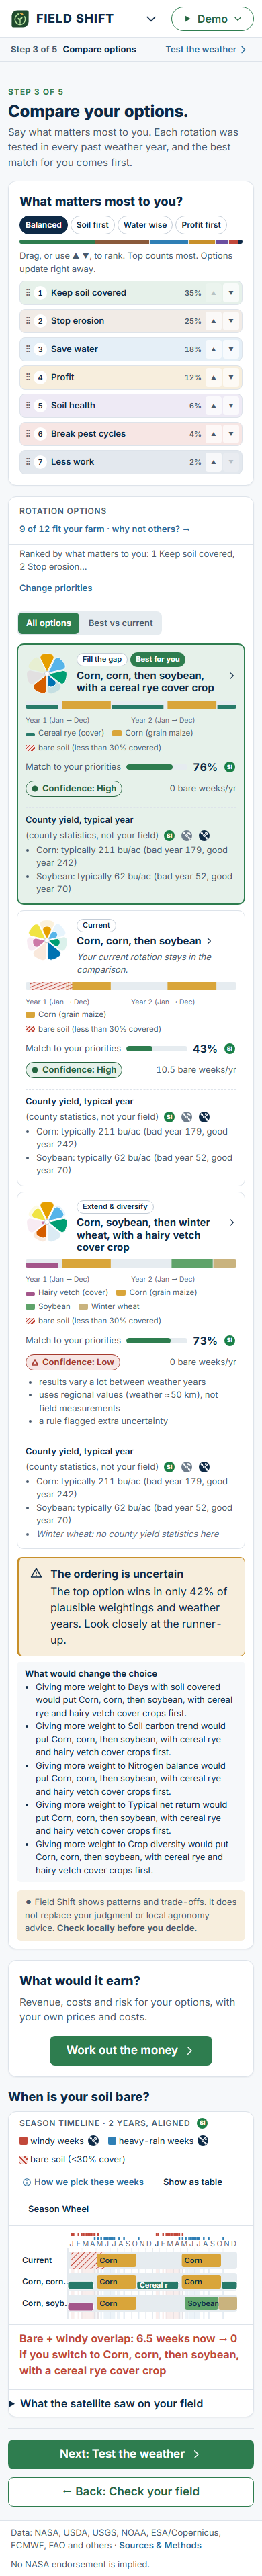 FIELD SHIFT
Demo
Step 3 of 5 Compare options
Test the weather
STEP 3 OF 5
Compare your options.
Say what matters most to you. Each rotation was
tested in every past weather year, and the best
match for you comes first.
What matters most to you?
Balanced
Soil first
Water wise
Profit first
Drag, or use ▲ ▼, to rank. Top counts most. Options
update right away.
1 Keep soil covered 35% ▲ ▼
2 Stop erosion 25% ▲ ▼
3 Save water 18% ▲ ▼
4 Profit 12% ▲ ▼
5 Soil health 6% ▲ ▼
6 Break pest cycles 4% ▲ ▼
7 Less work 2% ▲ ▼
ROTATION OPTIONS
9 of 12 fit your farm · why not others? →
Ranked by what matters to you: 1 Keep soil covered,
2 Stop erosion...
Change priorities
All options
Best vs current
Fill the gap
Best for you
Corn, corn, then soybean,
with a cereal rye cover crop
Year 1 (Jan → Dec) Year 2 (Jan → Dec)
Cereal rye (cover) Corn (grain maize)
bare soil (less than 30% covered)
Match to your priorities 76% SI
Confidence: High 0 bare weeks/yr
County yield, typical year
(county statistics, not your field) SI
• Corn: typically 211 bu/ac (bad year 179, good
year 242)
• Soybean: typically 62 bu/ac (bad year 52, good
year 70)
Current
Corn, corn, then soybean
Your current rotation stays in the
comparison.
Year 1 (Jan → Dec) Year 2 (Jan → Dec)
Corn (grain maize)
bare soil (less than 30% covered)
Match to your priorities 43% SI
Confidence: High 10.5 bare weeks/yr
County yield, typical year
(county statistics, not your field) SI
• Corn: typically 211 bu/ac (bad year 179, good
year 242)
• Soybean: typically 62 bu/ac (bad year 52, good
year 70)
Extend & diversify
Corn, soybean, then winter
wheat, with a hairy vetch
cover crop
Year 1 (Jan → Dec) Year 2 (Jan → Dec)
Hairy vetch (cover) Corn (grain maize)
Soybean Winter wheat
bare soil (less than 30% covered)
Match to your priorities 73% SI
Confidence: Low 0 bare weeks/yr
• results vary a lot between weather years
• uses regional values (weather ≈50 km), not
field measurements
• a rule flagged extra uncertainty
County yield, typical year
(county statistics, not your field) SI
• Corn: typically 211 bu/ac (bad year 179, good
year 242)
• Soybean: typically 62 bu/ac (bad year 52, good
year 70)
• Winter wheat: no county yield statistics here
The ordering is uncertain
The top option wins in only 42% of
plausible weightings and weather
years. Look closely at the runner-
up.
What would change the choice
• Giving more weight to Days with soil covered
would put Corn, corn, then soybean, with cereal
rye and hairy vetch cover crops first.
• Giving more weight to Soil carbon trend would
put Corn, corn, then soybean, with cereal rye
and hairy vetch cover crops first.
• Giving more weight to Nitrogen balance would
put Corn, corn, then soybean, with cereal rye
and hairy vetch cover crops first.
• Giving more weight to Typical net return would
put Corn, corn, then soybean, with cereal rye
and hairy vetch cover crops first.
• Giving more weight to Crop diversity would put
Corn, corn, then soybean, with cereal rye and
hairy vetch cover crops first.
◆ Field Shift shows patterns and trade-offs. It does
not replace your judgment or local agronomy
advice. Check locally before you decide.
What would it earn?
Revenue, costs and risk for your options, with
your own prices and costs.
Work out the money
When is your soil bare?
SEASON TIMELINE · 2 YEARS, ALIGNED SI
windy weeks heavy-rain weeks
bare soil (<30% cover)
How we pick these weeks Show as table
Season Wheel
J F M A M J J A S O N D J F M A M J J A S O N D
Current Corn Corn
Corn, corn… Corn Cereal r Corn
Corn, soyb… Corn Soybean
Bare + windy overlap: 6.5 weeks now → 0
if you switch to Corn, corn, then soybean,
with a cereal rye cover crop
▶ What the satellite saw on your field
Next: Test the weather
← Back: Check your field
Data: NASA, USDA, USGS, NOAA, ESA/Copernicus,
ECMWF, FAO and others · Sources & Methods
No NASA endorsement is implied.